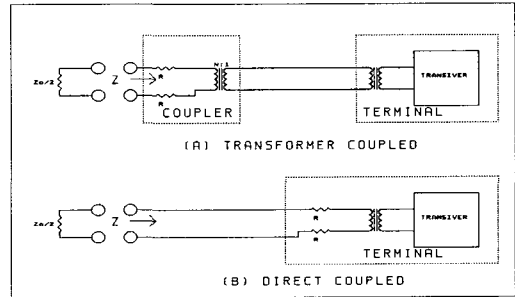 Zo/2
Z
R
R
N:1
COUPLER
TRANSIVER
TERMINAL
(A) TRANSFORMER COUPLED
Zo/2
Z
R
R
TRANSIVER
TERMINAL
(B) DIRECT COUPLED